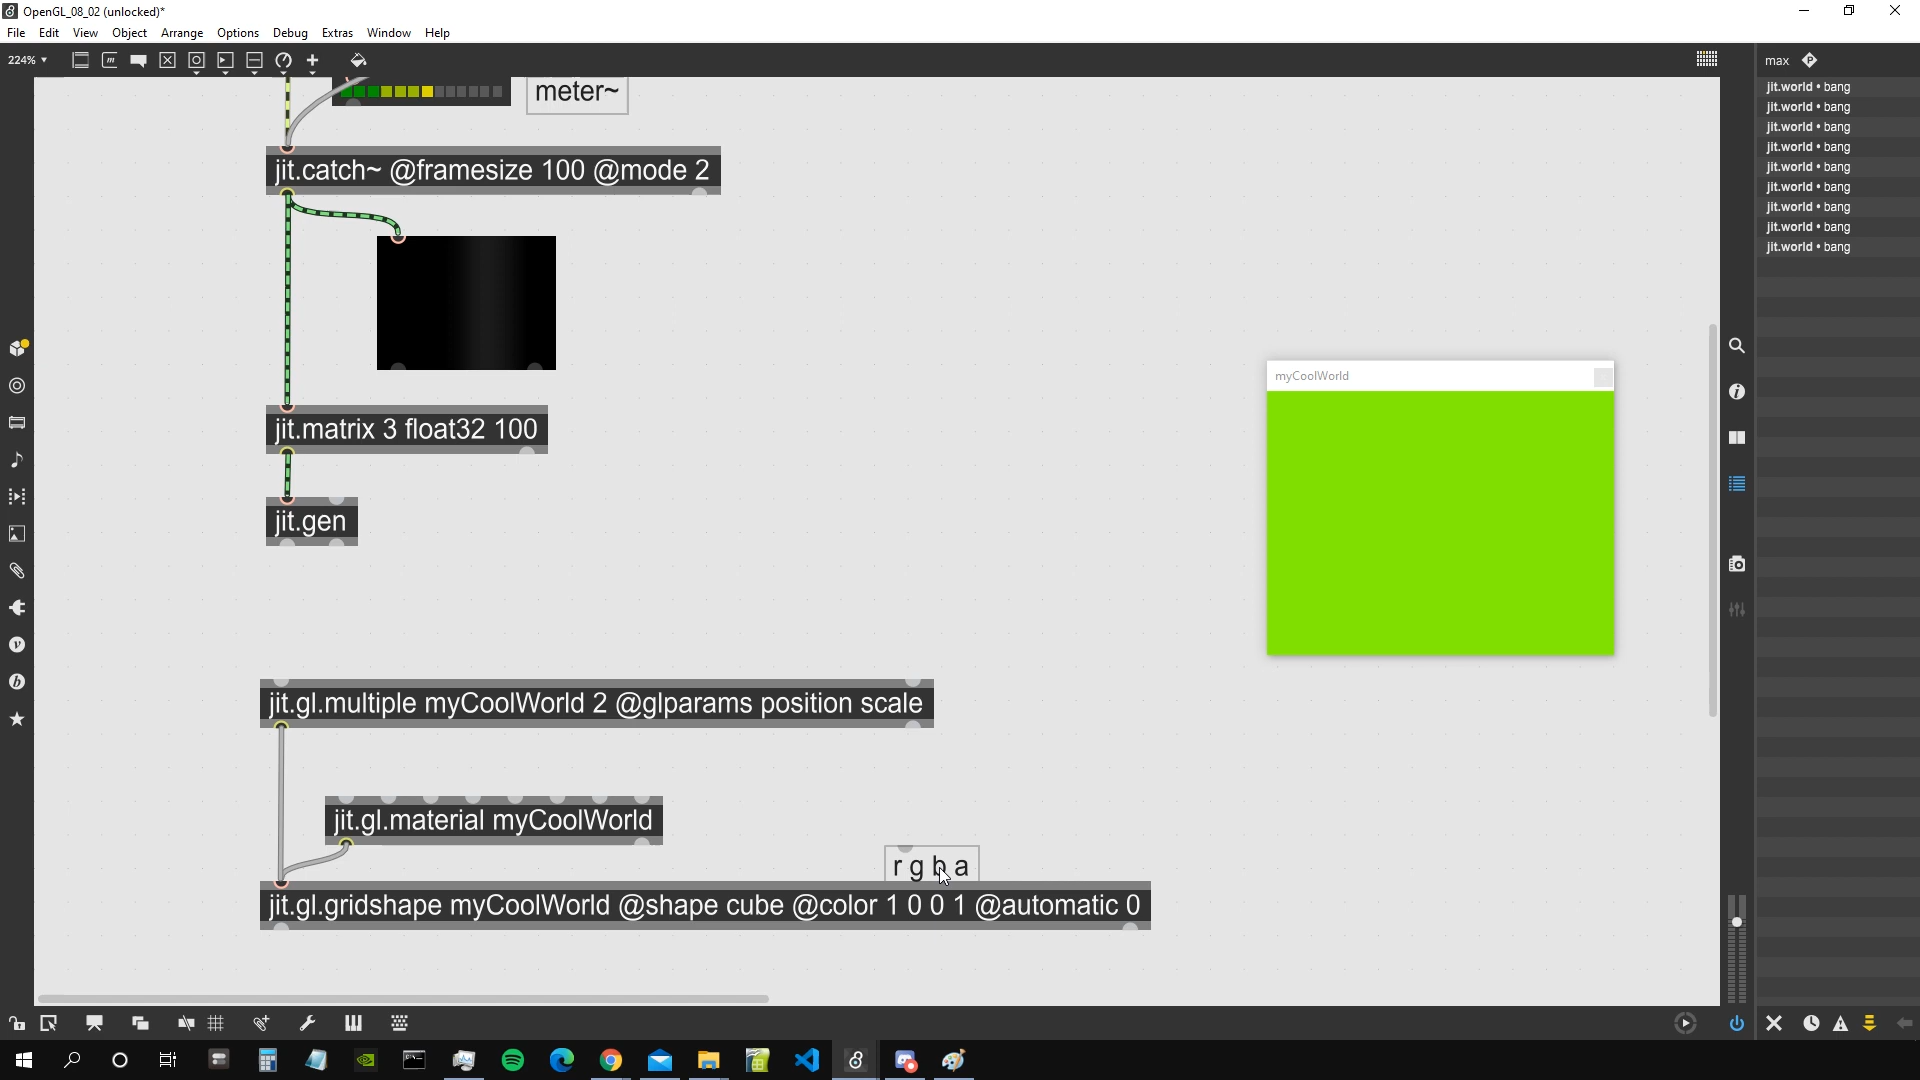 OpenGL_08_02 (unlocked)*
File Edit View Object Arrange Options Debug Extras Window Help
224%
max
jit.world • bang
jit.world • bang
jit.world • bang
jit.world • bang
jit.world • bang
jit.world • bang
jit.world • bang
jit.world • bang
jit.world • bang
meter~
jit.catch~ @framesize 100 @mode 2
jit.matrix 3 float32 100
jit.gen
myCoolWorld
jit.gl.multiple myCoolWorld 2 @glparams position scale
jit.gl.material myCoolWorld
r g b a
jit.gl.gridshape myCoolWorld @shape cube @color 1 0 0 1 @automatic 0